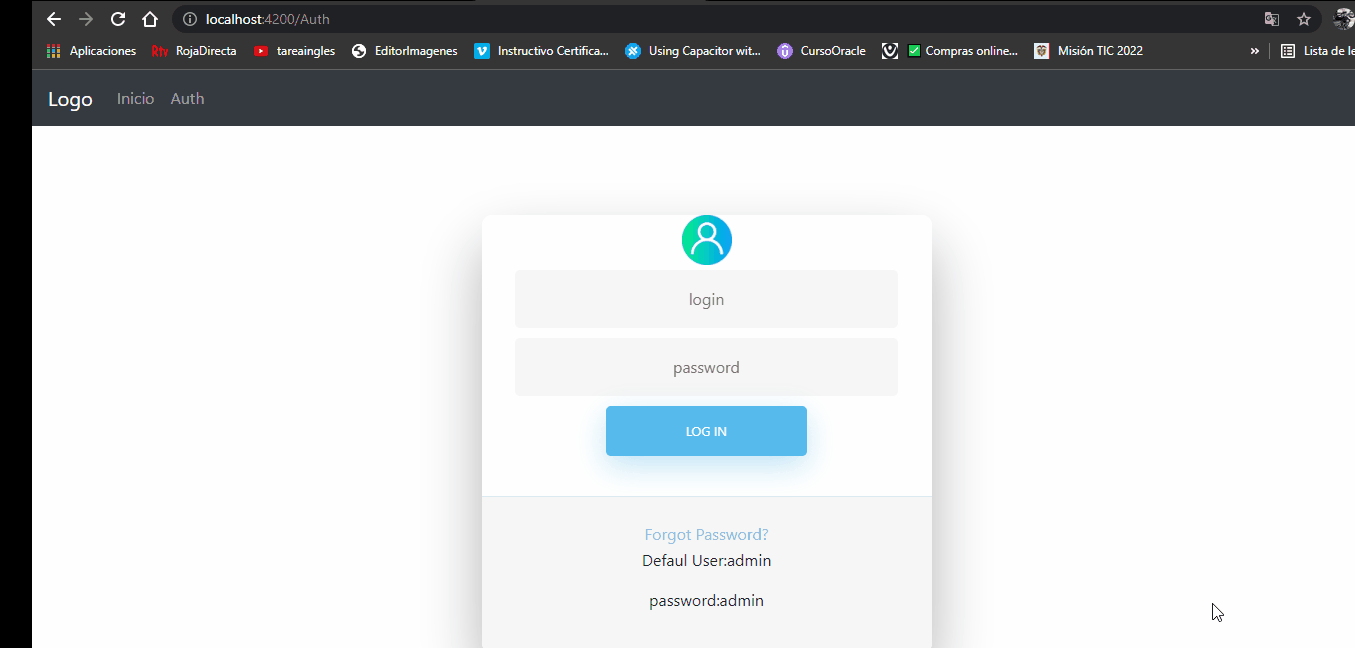 localhost:4200/Auth
Aplicaciones RojaDirecta tareaingles EditorImagenes Instructivo Certifica... Using Capacitor wit... CursoOracle Compras online... Misión TIC 2022 » Lista de le
Logo Inicio Auth
login
password
LOG IN
Forgot Password?
Defaul User:admin
password:admin